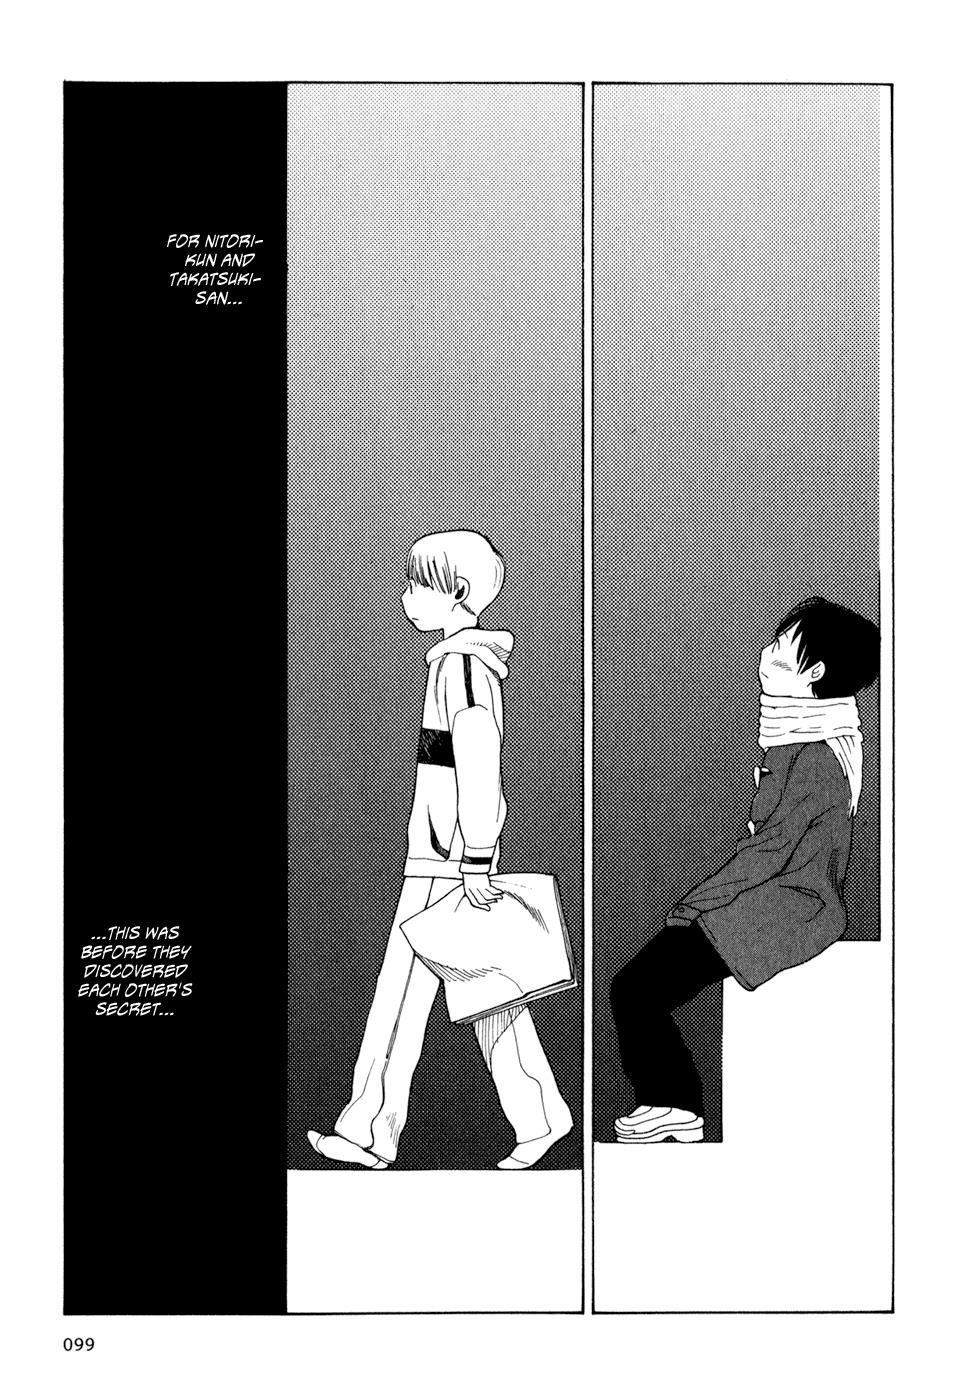 FOR NITORI-
KUN AND
TAKATSUKI-
SAN...
...THIS WAS
BEFORE THEY
DISCOVERED
EACH OTHER'S
SECRET...
099